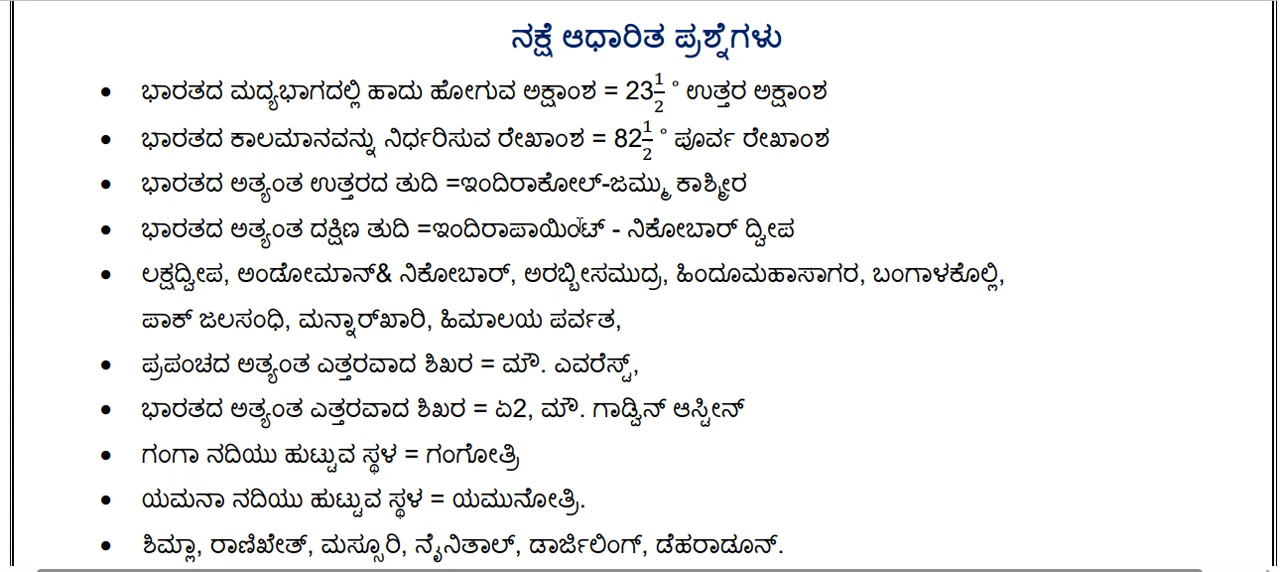 ನಕ್ಷೆ ಆಧಾರಿತ ಪ್ರಶ್ನೆಗಳು
• ಭಾರತದ ಮದ್ಯಭಾಗದಲ್ಲಿ ಹಾದು ಹೋಗುವ ಅಕ್ಷಾಂಶ = 23½ ° ಉತ್ತರ ಅಕ್ಷಾಂಶ
• ಭಾರತದ ಕಾಲಮಾನವನ್ನು ನಿರ್ಧರಿಸುವ ರೇಖಾಂಶ = 82½ ° ಪೂರ್ವ ರೇಖಾಂಶ
• ಭಾರತದ ಅತ್ಯಂತ ಉತ್ತರದ ತುದಿ =ಇಂದಿರಾಕೋಲ್-ಜಮ್ಮು ಕಾಶ್ಮೀರ
• ಭಾರತದ ಅತ್ಯಂತ ದಕ್ಷಿಣ ತುದಿ =ಇಂದಿರಾಪಾಯಿಂಟ್ - ನಿಕೋಬಾರ್ ದ್ವೀಪ
• ಲಕ್ಷದ್ವೀಪ, ಅಂಡೋಮಾನ್& ನಿಕೋಬಾರ್, ಅರಬ್ಬೀಸಮುದ್ರ, ಹಿಂದೂಮಹಾಸಾಗರ, ಬಂಗಾಳಕೊಲ್ಲಿ,
ಪಾಕ್ ಜಲಸಂಧಿ, ಮನ್ನಾರ್‌ಖಾರಿ, ಹಿಮಾಲಯ ಪರ್ವತ,
• ಪ್ರಪಂಚದ ಅತ್ಯಂತ ಎತ್ತರವಾದ ಶಿಖರ = ಮೌ. ಎವರೆಸ್ಟ್,
• ಭಾರತದ ಅತ್ಯಂತ ಎತ್ತರವಾದ ಶಿಖರ = ಏ2, ಮೌ. ಗಾಡ್ವಿನ್ ಆಸ್ಟೀನ್
• ಗಂಗಾ ನದಿಯು ಹುಟ್ಟುವ ಸ್ಥಳ = ಗಂಗೋತ್ರಿ
• ಯಮನಾ ನದಿಯು ಹುಟ್ಟುವ ಸ್ಥಳ = ಯಮುನೋತ್ರಿ.
• ಶಿಮ್ಲಾ, ರಾಣಿಖೇತ್, ಮಸ್ಸೂರಿ, ನೈನಿತಾಲ್, ಡಾರ್ಜಿಲಿಂಗ್, ಡೆಹರಾಡೂನ್.